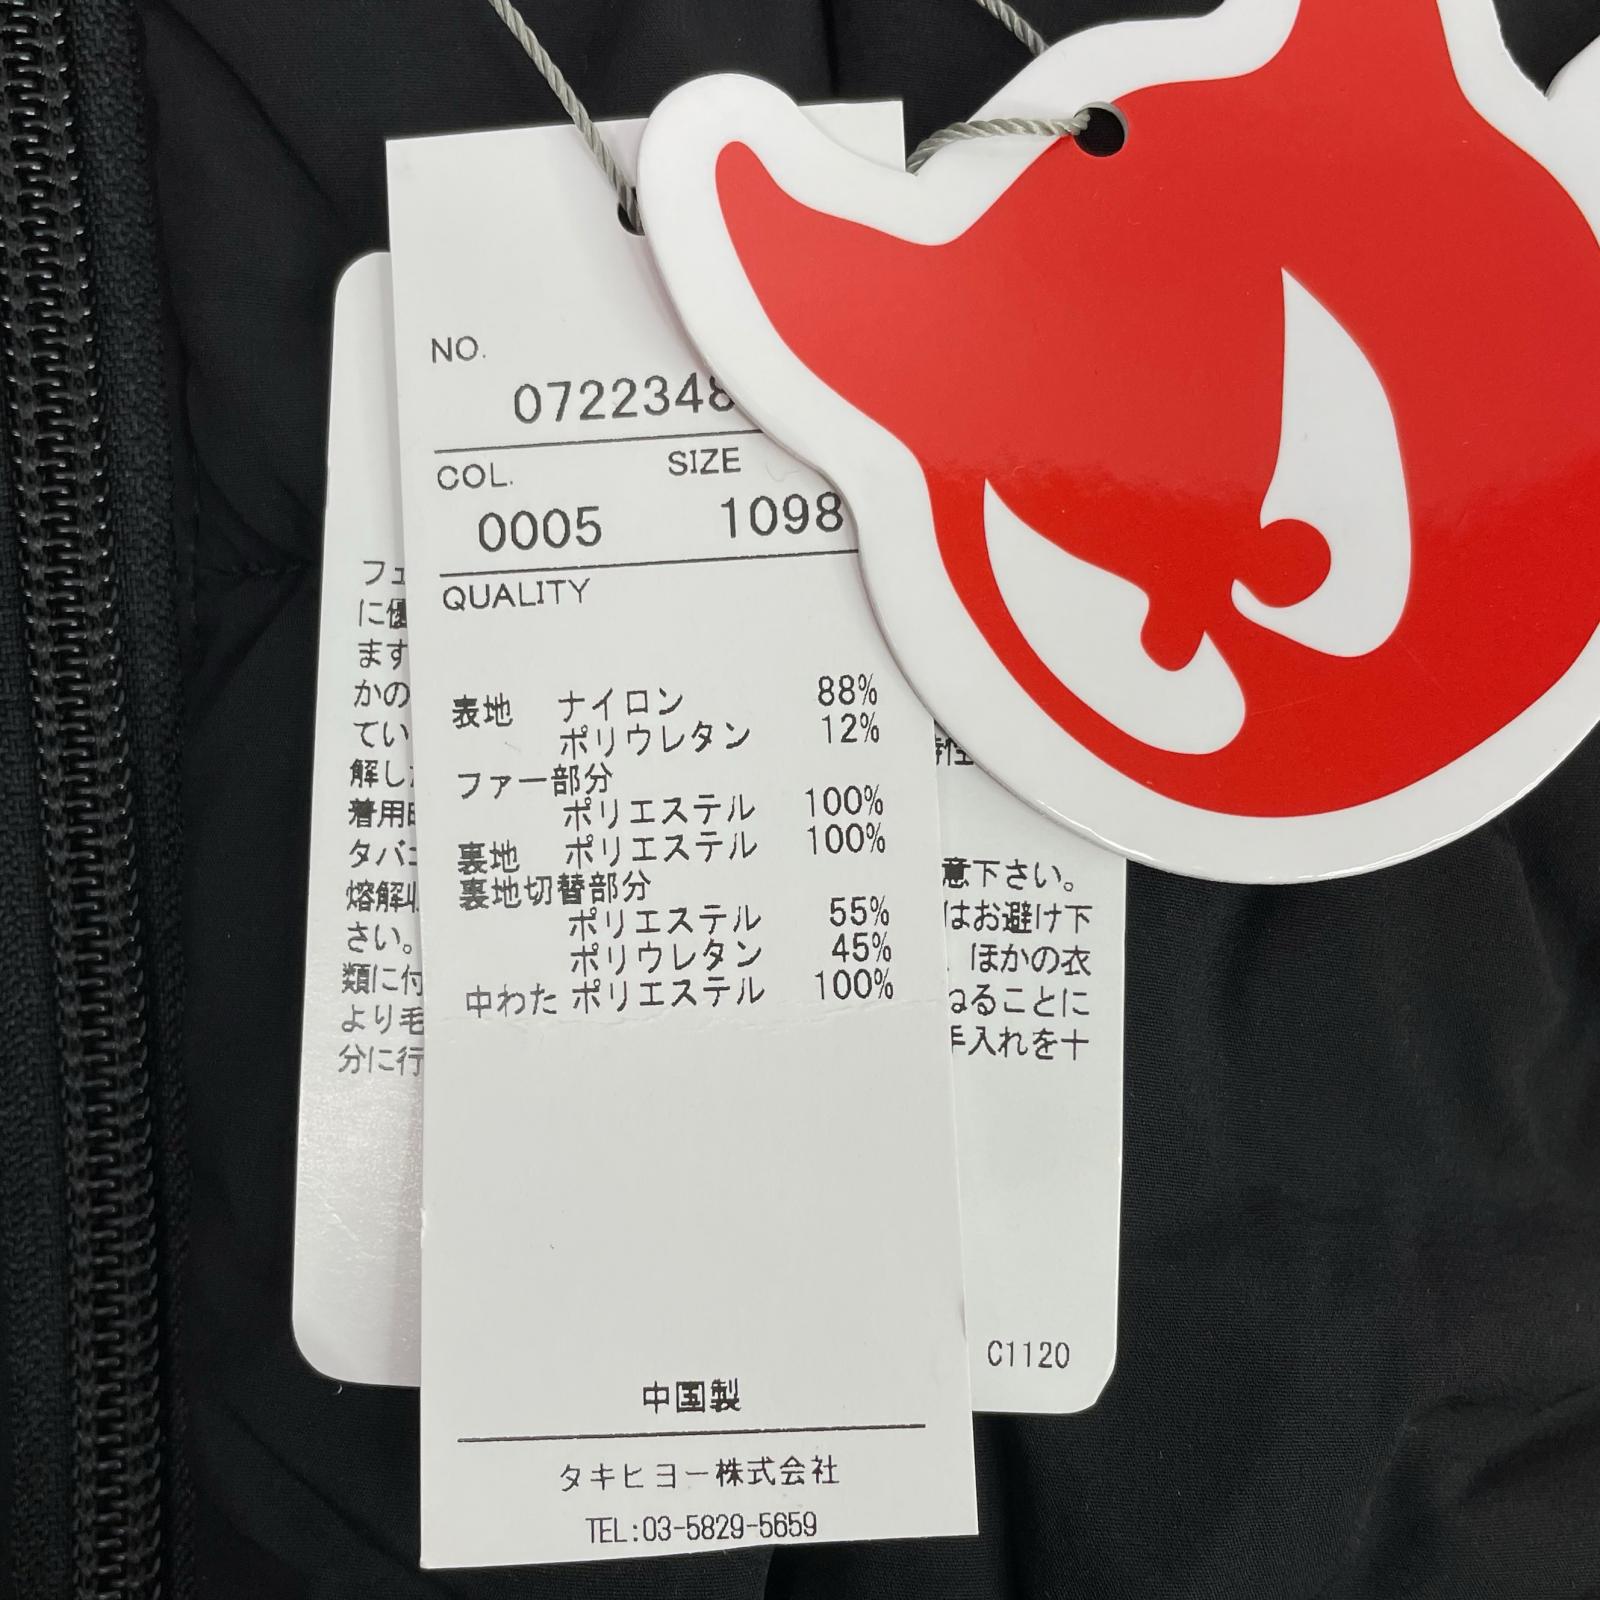 NO.
0722348
COL. SIZE
0005 1098
QUALITY
表地 ナイロン 88%
ポリウレタン 12%
ファー部分
ポリエステル 100%
裏地 ポリエステル 100%
裏地切替部分
ポリエステル 55%
ポリウレタン 45%
中わた ポリエステル 100%
中国製
タキヒヨー株式会社
TEL:03-5829-5659
フェ
に優
ます
かの
てい
解し
着用
タバコ
熔解
さい。
類に付
より毛
分に行
特性
意下さい。
はお避け下
ほかの衣
ねることに
手入れを十
C1120